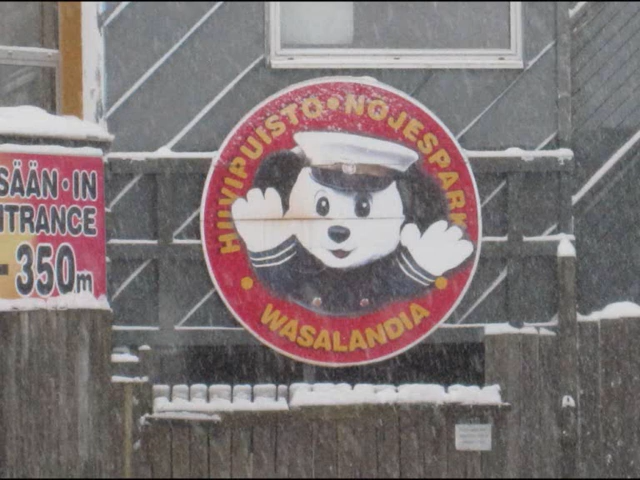 HUVIPUISTO • NÖJESPARK
SÄÄN • IN
NTRANCE
- 350m
WASALANDIA